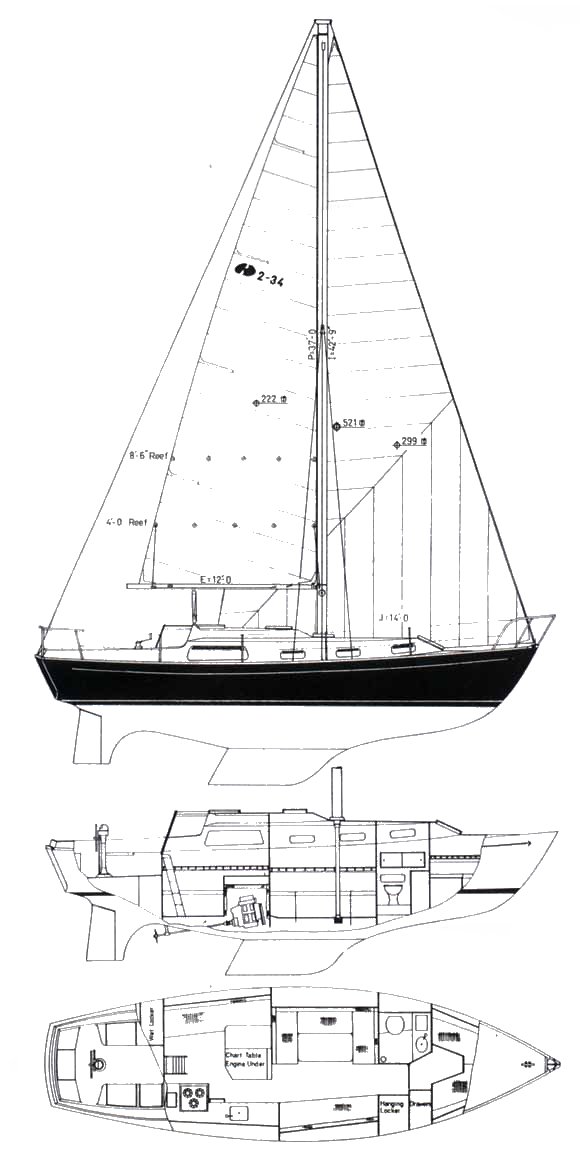 2-34
P=37'-0
I=42'-9"
222
521
299
8'-6" Reef
4'-0 Reef
E=12'-0
J=14'-0
Wet Locker
Chart Table
Engine Under
Hanging
Locker
Drawers